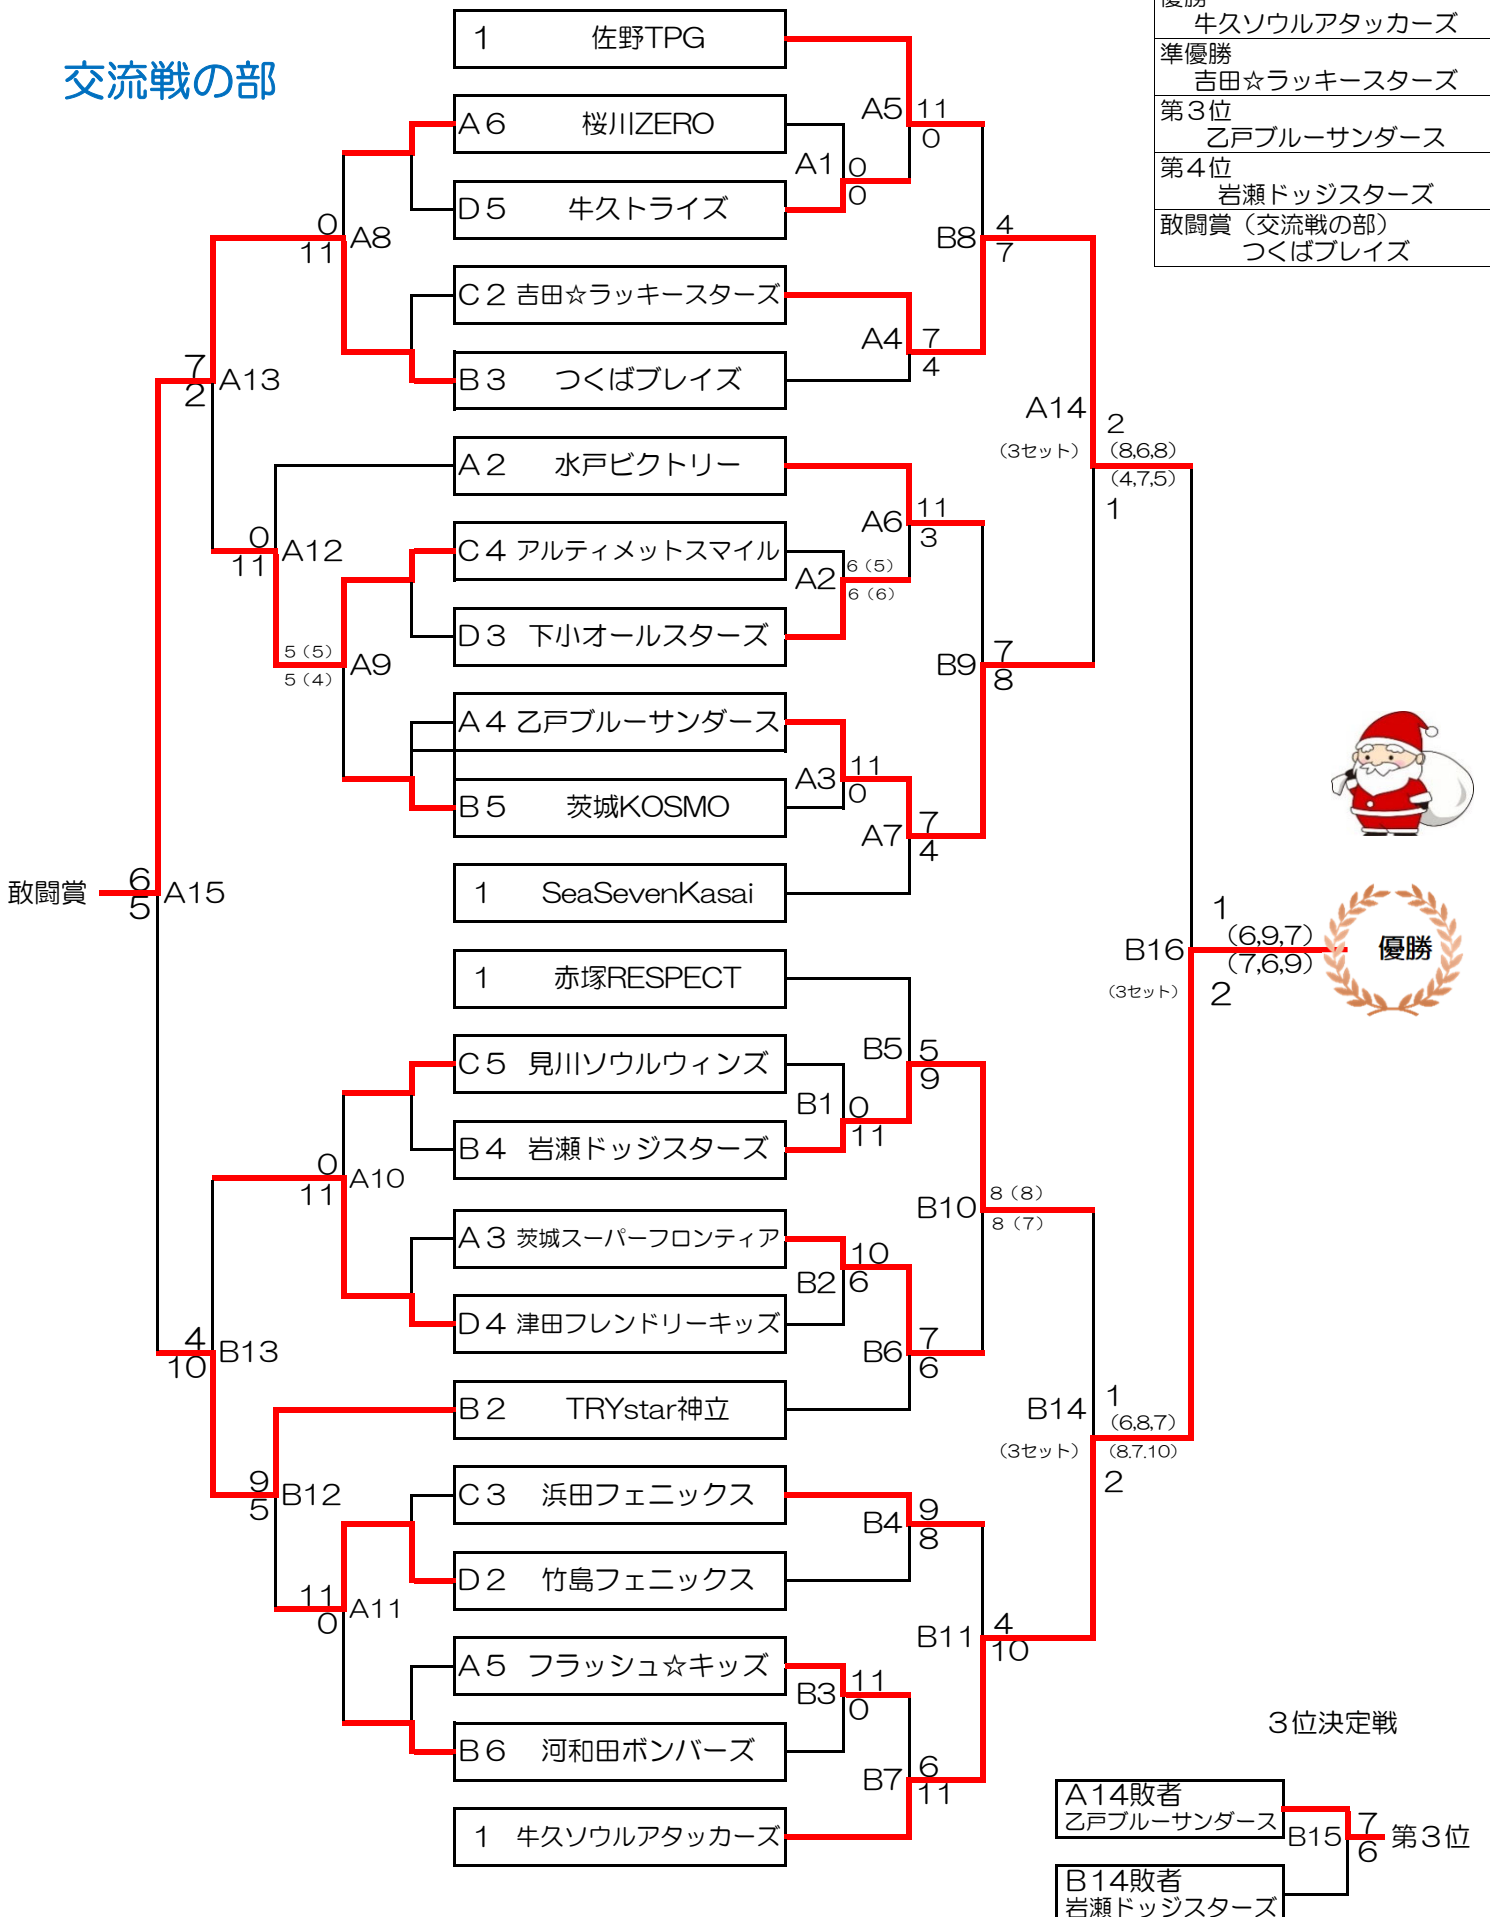 優勝
牛久ソウルアタッカーズ
準優勝
吉田☆ラッキースターズ
第3位
乙戸ブルーサンダース
第4位
岩瀬ドッジスターズ
敢闘賞（交流戦の部）
つくばブレイズ
交流戦の部
1 佐野TPG
A6 桜川ZERO
D5 牛久トライズ
C2 吉田☆ラッキースターズ
B3 つくばブレイズ
A2 水戸ビクトリー
C4 アルティメットスマイル
D3 下小オールスターズ
A4 乙戸ブルーサンダース
B5 茨城KOSMO
1 SeaSevenKasai
1 赤塚RESPECT
C5 見川ソウルウィンズ
B4 岩瀬ドッジスターズ
A3 茨城スーパーフロンティア
D4 津田フレンドリーキッズ
B2 TRYstar神立
C3 浜田フェニックス
D2 竹島フェニックス
A5 フラッシュ☆キッズ
B6 河和田ボンバーズ
1 牛久ソウルアタッカーズ
A5 11
0
A1 0
0
B8 4
7
A4 7
4
A14
（3セット）
2
(8,6,8)
(4,7,5)
1
A6 11
3
A2 6（5）
6（6）
B9 7
8
A3 11
0
A7 7
4
B16
（3セット）
1
(6,9,7)
(7,6,9)
2
優勝
B5 5
9
B1 0
11
B10 8（8）
8（7）
B2 10
6
B6 7
6
B14
（3セット）
1
(6,8,7)
(8.7.10)
2
B4 9
8
B11 4
10
B3 11
0
B7 6
11
0
11 A8
7
2 A13
0
11 A12
5（5）
5（4） A9
敢闘賞
6
5 A15
0
11 A10
4
10 B13
9
5 B12
11
0 A11
3位決定戦
A14敗者
乙戸ブルーサンダース
B15 7
6
第3位
B14敗者
岩瀬ドッジスターズ